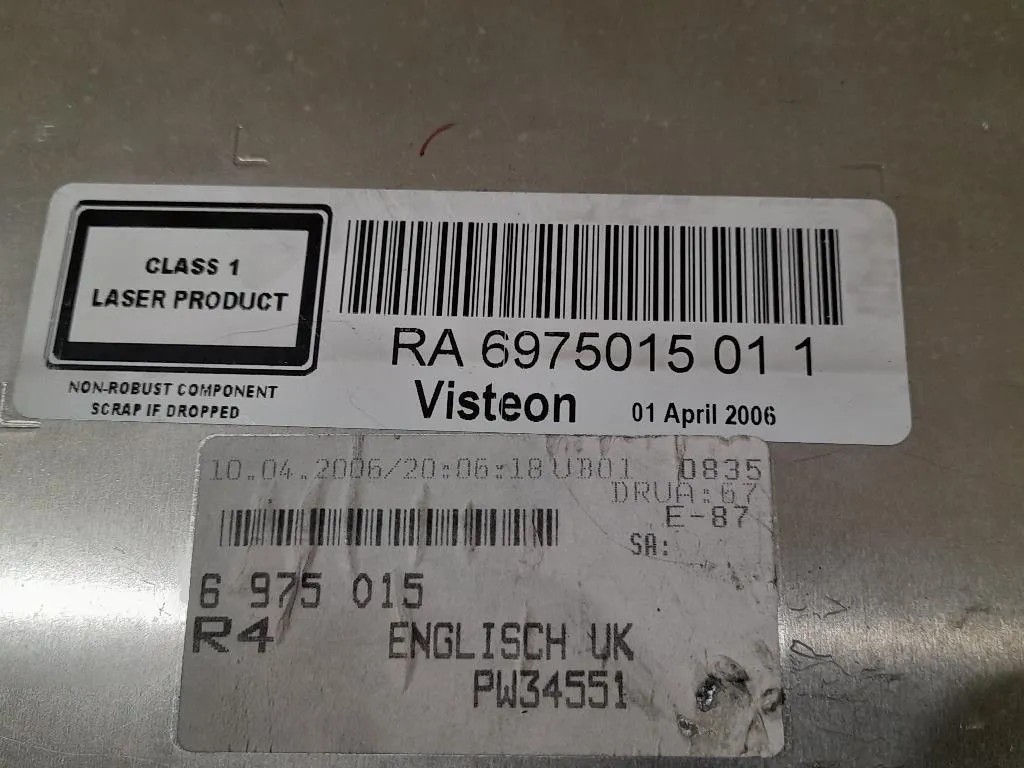 CLASS 1
LASER PRODUCT
NON-ROBUST COMPONENT
SCRAP IF DROPPED
RA 6975015 01 1
Visteon 01 April 2006
10.04.2006/20:06:18 UB01 0835
DRUA:67
E-87
SA:
6 975 015
R4 ENGLISCH UK
PW34551